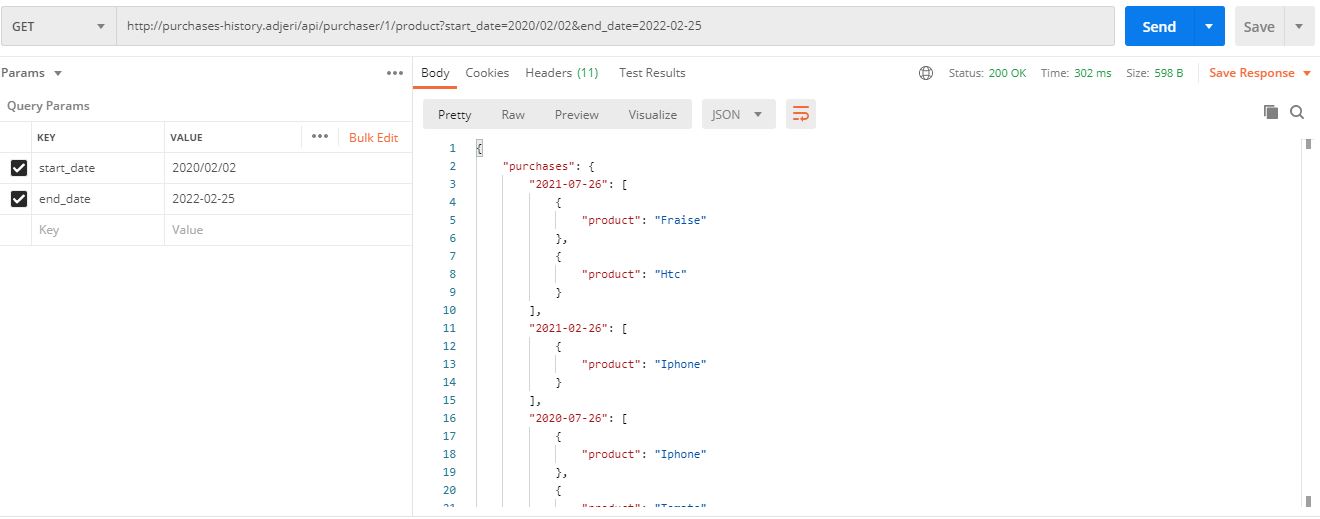 GET http://purchases-history.adjeri/api/purchaser/1/product?start_date=2020/02/02&end_date=2022-02-25 Send Save
Params ••• Body Cookies Headers (11) Test Results Status: 200 OK Time: 302 ms Size: 598 B Save Response
Query Params
Pretty Raw Preview Visualize JSON
KEY VALUE ••• Bulk Edit
start_date 2020/02/02
end_date 2022-02-25
Key Value
1 {
2 "purchases": {
3 "2021-07-26": [
4 {
5 "product": "Fraise"
6 },
7 {
8 "product": "Htc"
9 }
10 ],
11 "2021-02-26": [
12 {
13 "product": "Iphone"
14 }
15 ],
16 "2020-07-26": [
17 {
18 "product": "Iphone"
19 },
20 {